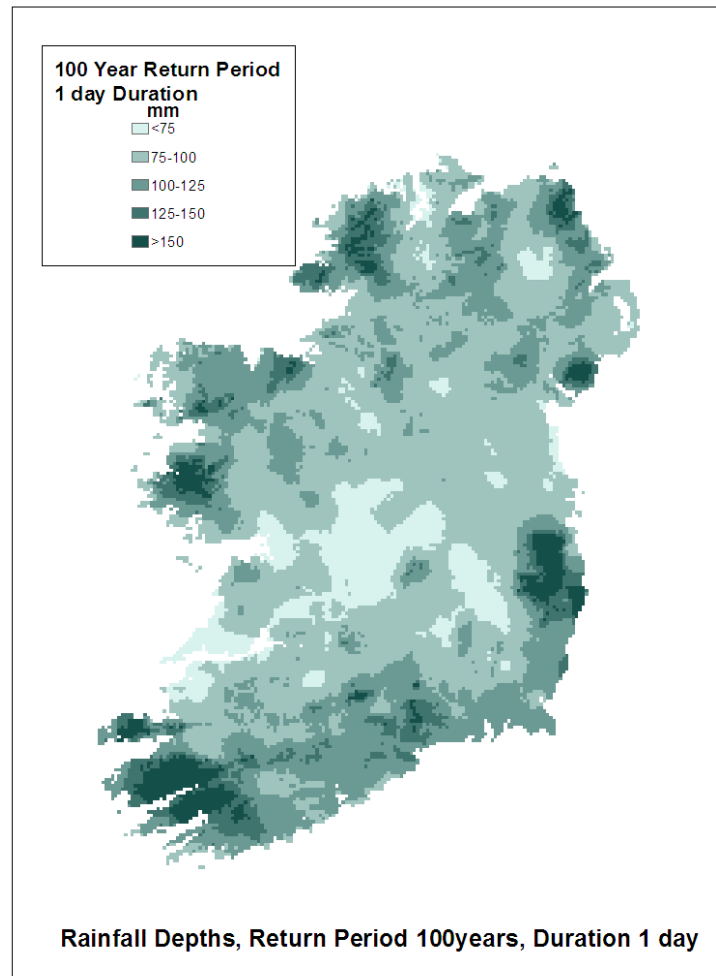 100 Year Return Period
1 day Duration
mm
<75
75-100
100-125
125-150
>150
Rainfall Depths, Return Period 100years, Duration 1 day